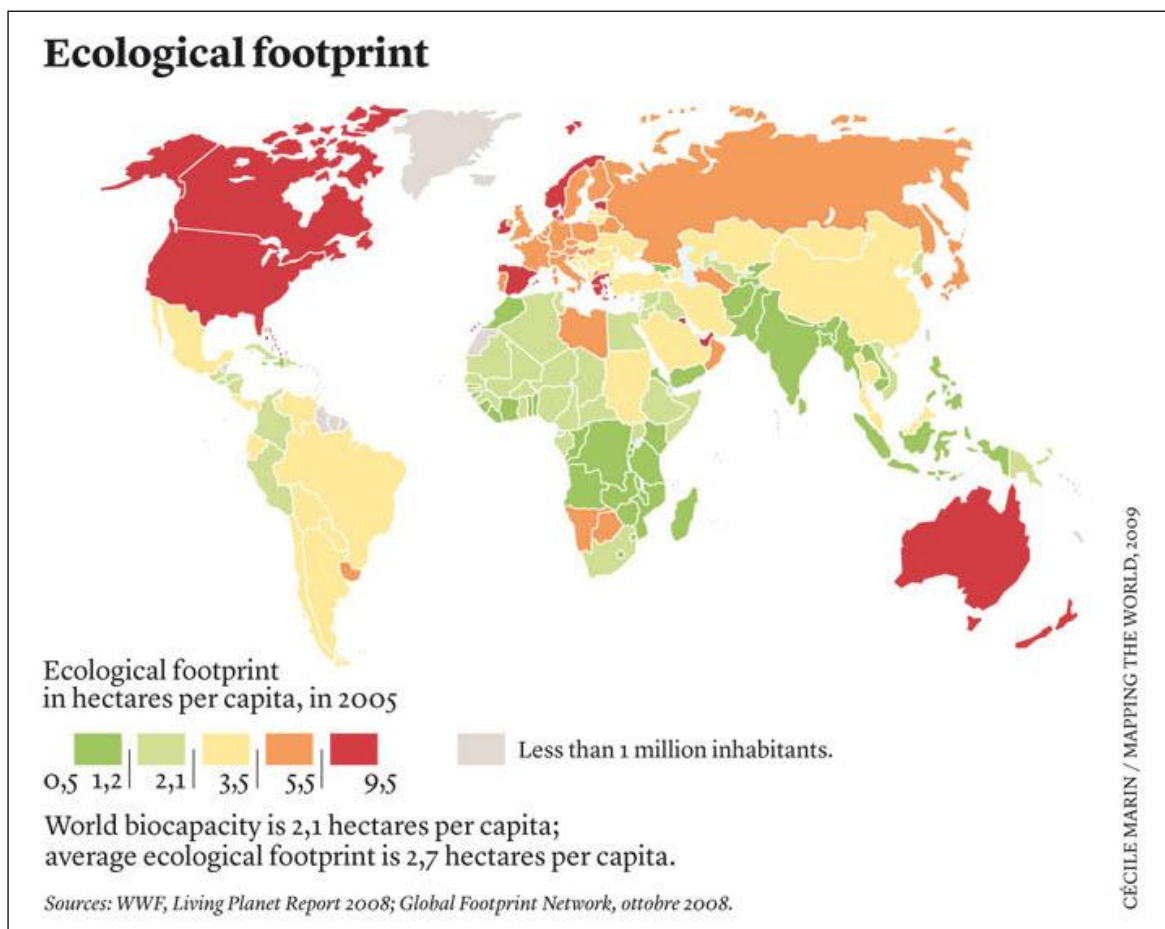 Ecological footprint
Ecological footprint
in hectares per capita, in 2005
0,5 1,2 2,1 3,5 5,5 9,5
Less than 1 million inhabitants.
World biocapacity is 2,1 hectares per capita;
average ecological footprint is 2,7 hectares per capita.
Sources: WWF, Living Planet Report 2008; Global Footprint Network, ottobre 2008.
CÉCILE MARIN / MAPPING THE WORLD, 2009